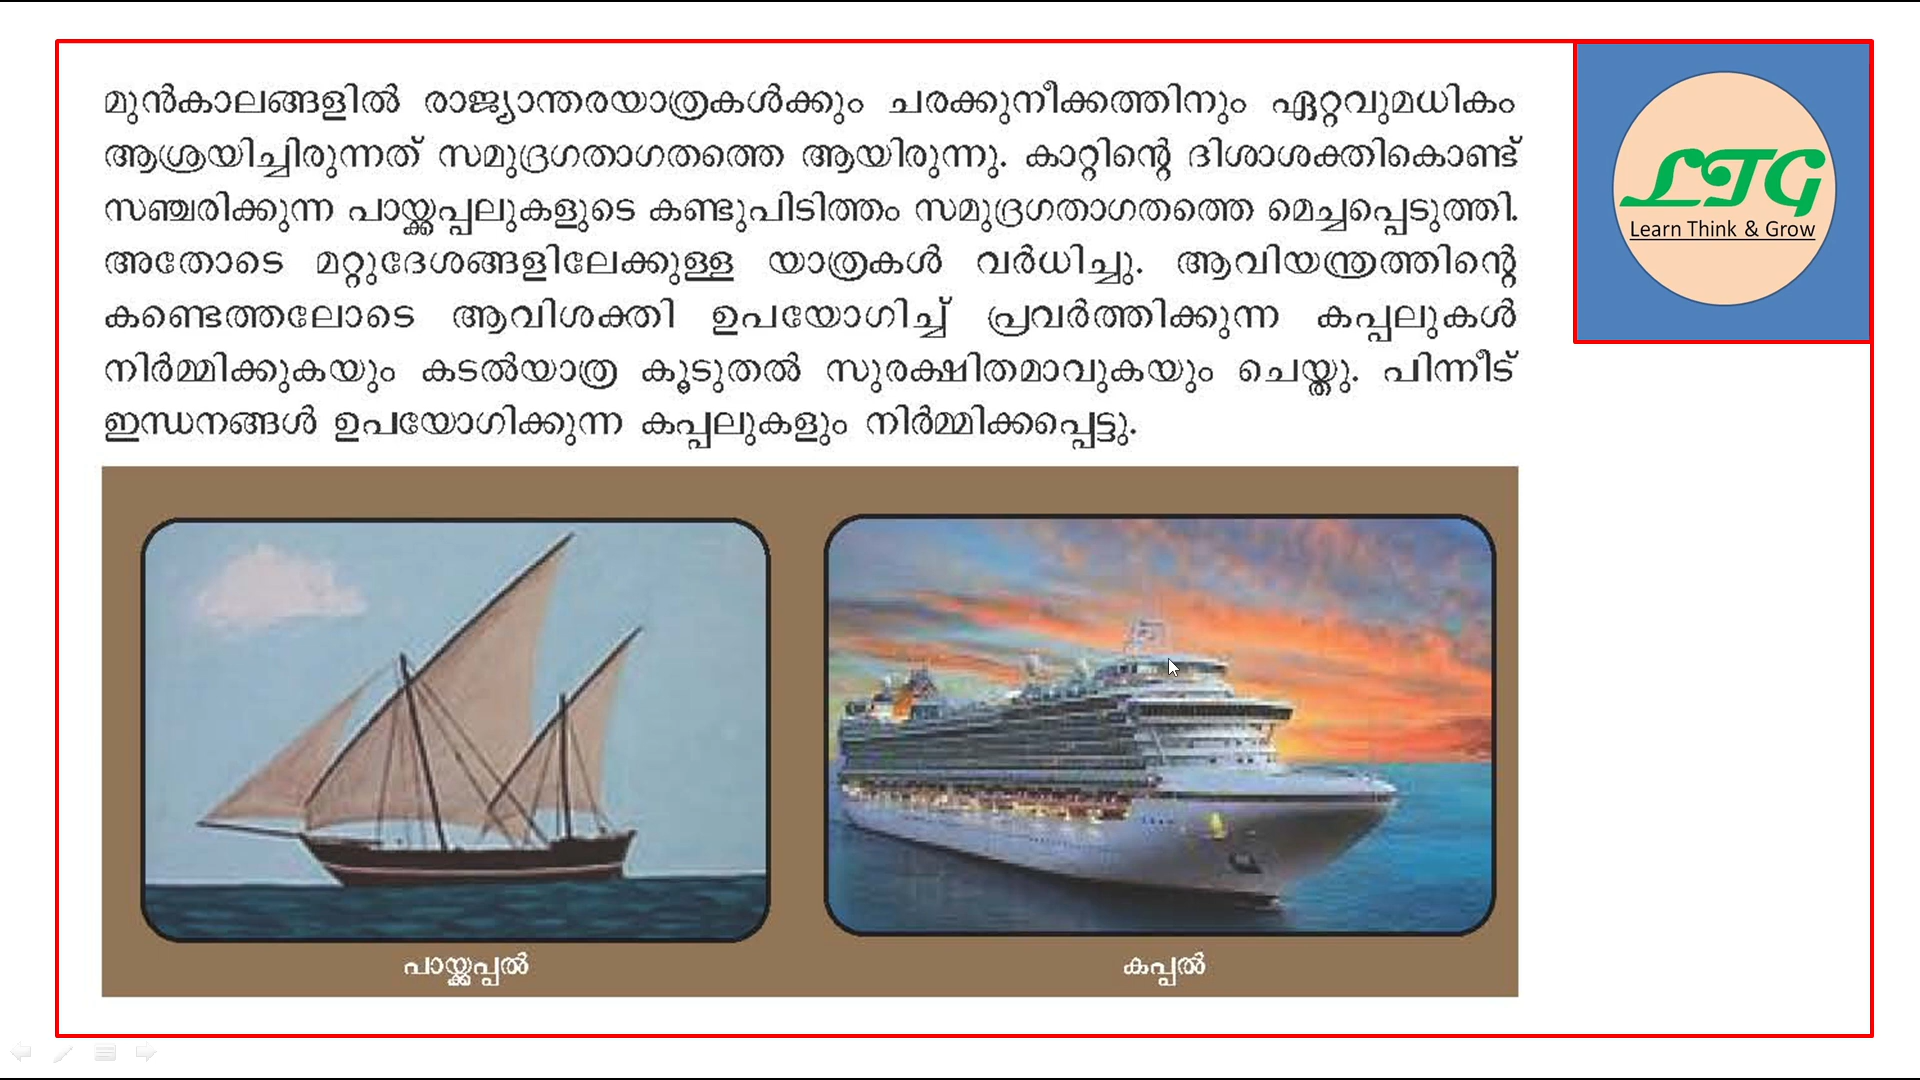 മുൻകാലങ്ങളിൽ രാജ്യാന്തരയാത്രകൾക്കും ചരക്കുനീക്കത്തിനും ഏറ്റവുമധികം
ആശ്രയിച്ചിരുന്നത് സമുദ്രഗതാഗതത്തെ ആയിരുന്നു. കാറ്റിന്റെ ദിശാശക്തികൊണ്ട്
സഞ്ചരിക്കുന്ന പായ്ക്കപ്പലുകളുടെ കണ്ടുപിടിത്തം സമുദ്രഗതാഗതത്തെ മെച്ചപ്പെടുത്തി.
അതോടെ മറ്റുദേശങ്ങളിലേക്കുള്ള യാത്രകൾ വർധിച്ചു. ആവിയന്ത്രത്തിന്റെ
കണ്ടെത്തലോടെ ആവിശക്തി ഉപയോഗിച്ച് പ്രവർത്തിക്കുന്ന കപ്പലുകൾ
നിർമ്മിക്കുകയും കടൽയാത്ര കൂടുതൽ സുരക്ഷിതമാവുകയും ചെയ്തു. പിന്നീട്
ഇന്ധനങ്ങൾ ഉപയോഗിക്കുന്ന കപ്പലുകളും നിർമ്മിക്കപ്പെട്ടു.
LTG
Learn Think & Grow
പായ്ക്കപ്പൽ
കപ്പൽ